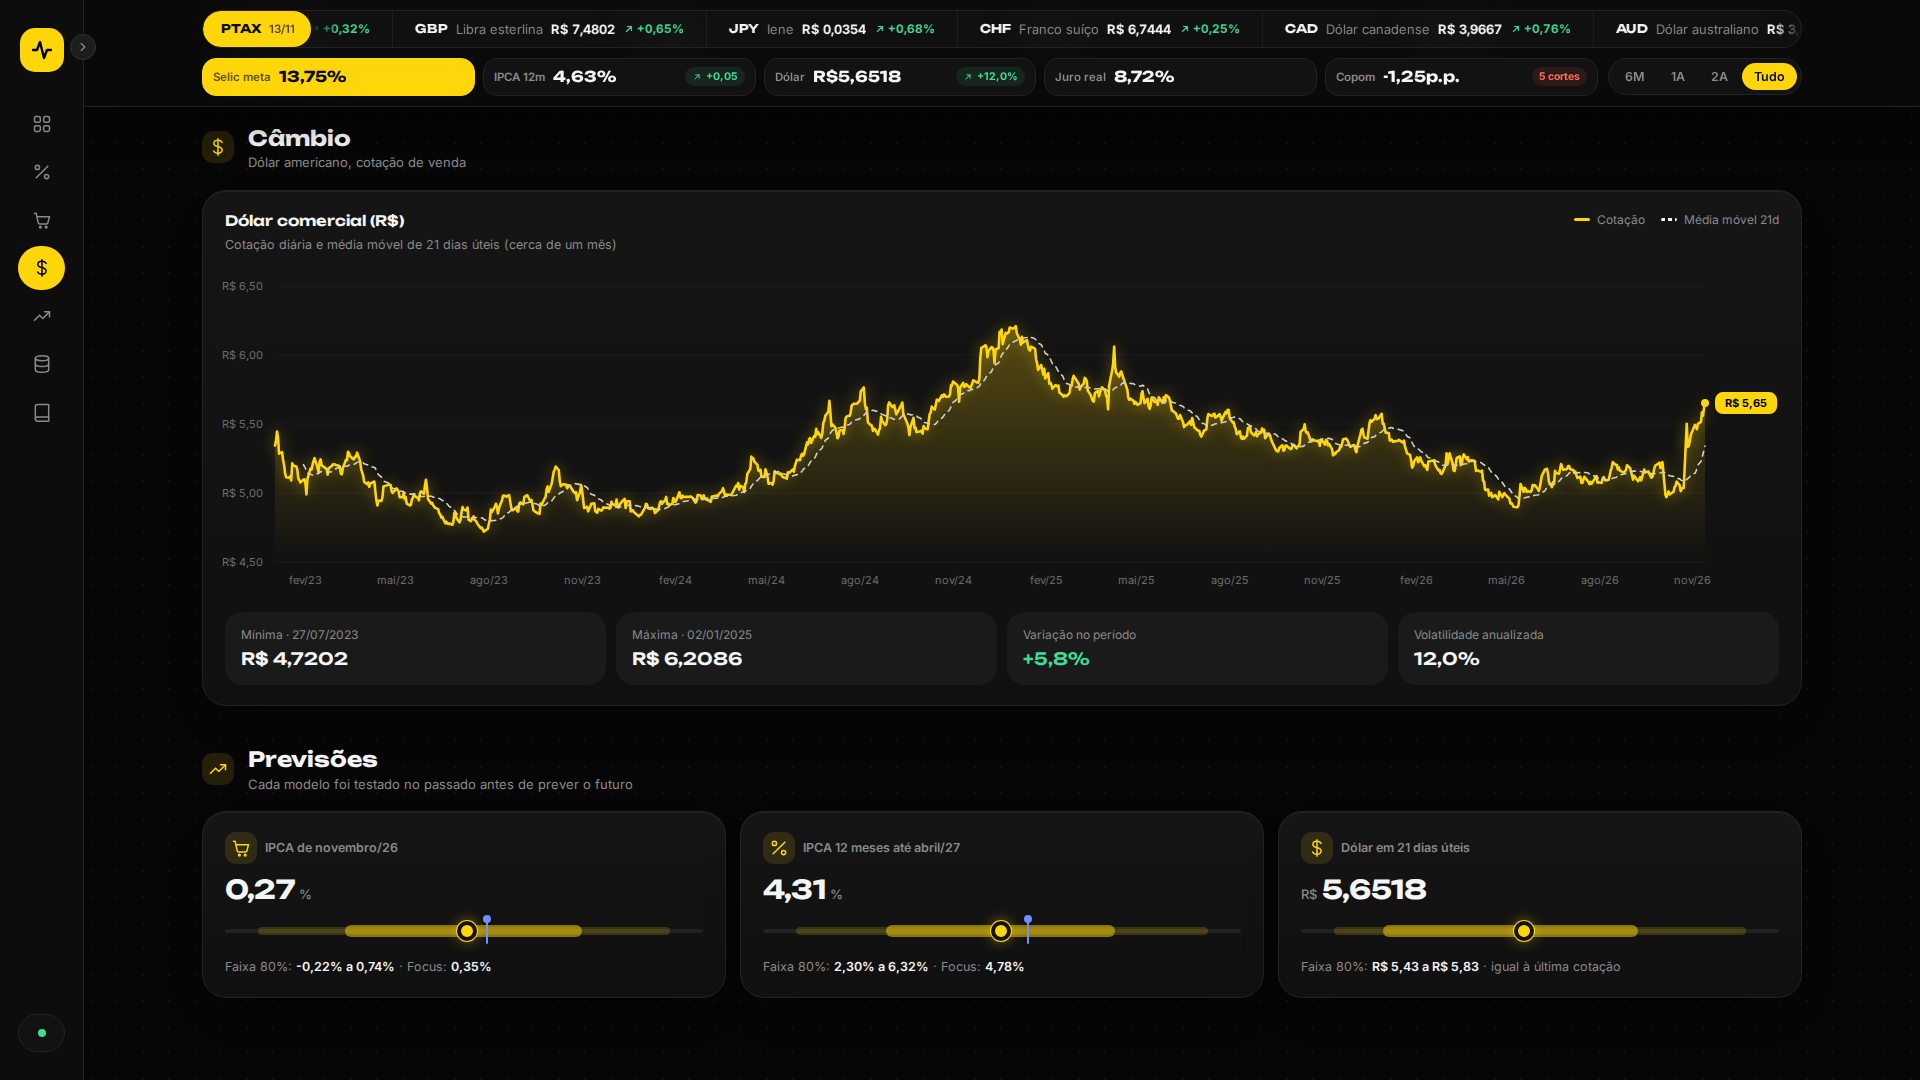 PTAX 13/11 +0,32% GBP Libra esterlina R$ 7,4802 +0,65% JPY Iene R$ 0,0354 +0,68% CHF Franco suíço R$ 6,7444 +0,25% CAD Dólar canadense R$ 3,9667 +0,76% AUD Dólar australiano R$ 3,
Selic meta 13,75% IPCA 12m 4,63% +0,05 Dólar R$5,6518 +12,0% Juro real 8,72% Copom -1,25p.p. 5 cortes 6M 1A 2A Tudo
Câmbio
Dólar americano, cotação de venda
Dólar comercial (R$)
Cotação Média móvel 21d
Cotação diária e média móvel de 21 dias úteis (cerca de um mês)
R$ 6,50
R$ 6,00
R$ 5,65
R$ 5,50
R$ 5,00
R$ 4,50
fev/23 mai/23 ago/23 nov/23 fev/24 mai/24 ago/24 nov/24 fev/25 mai/25 ago/25 nov/25 fev/26 mai/26 ago/26 nov/26
Mínima · 27/07/2023
R$ 4,7202
Máxima · 02/01/2025
R$ 6,2086
Variação no período
+5,8%
Volatilidade anualizada
12,0%
Previsões
Cada modelo foi testado no passado antes de prever o futuro
IPCA de novembro/26
0,27 %
Faixa 80%: -0,22% a 0,74% · Focus: 0,35%
IPCA 12 meses até abril/27
4,31 %
Faixa 80%: 2,30% a 6,32% · Focus: 4,78%
Dólar em 21 dias úteis
R$ 5,6518
Faixa 80%: R$ 5,43 a R$ 5,83 · igual à última cotação